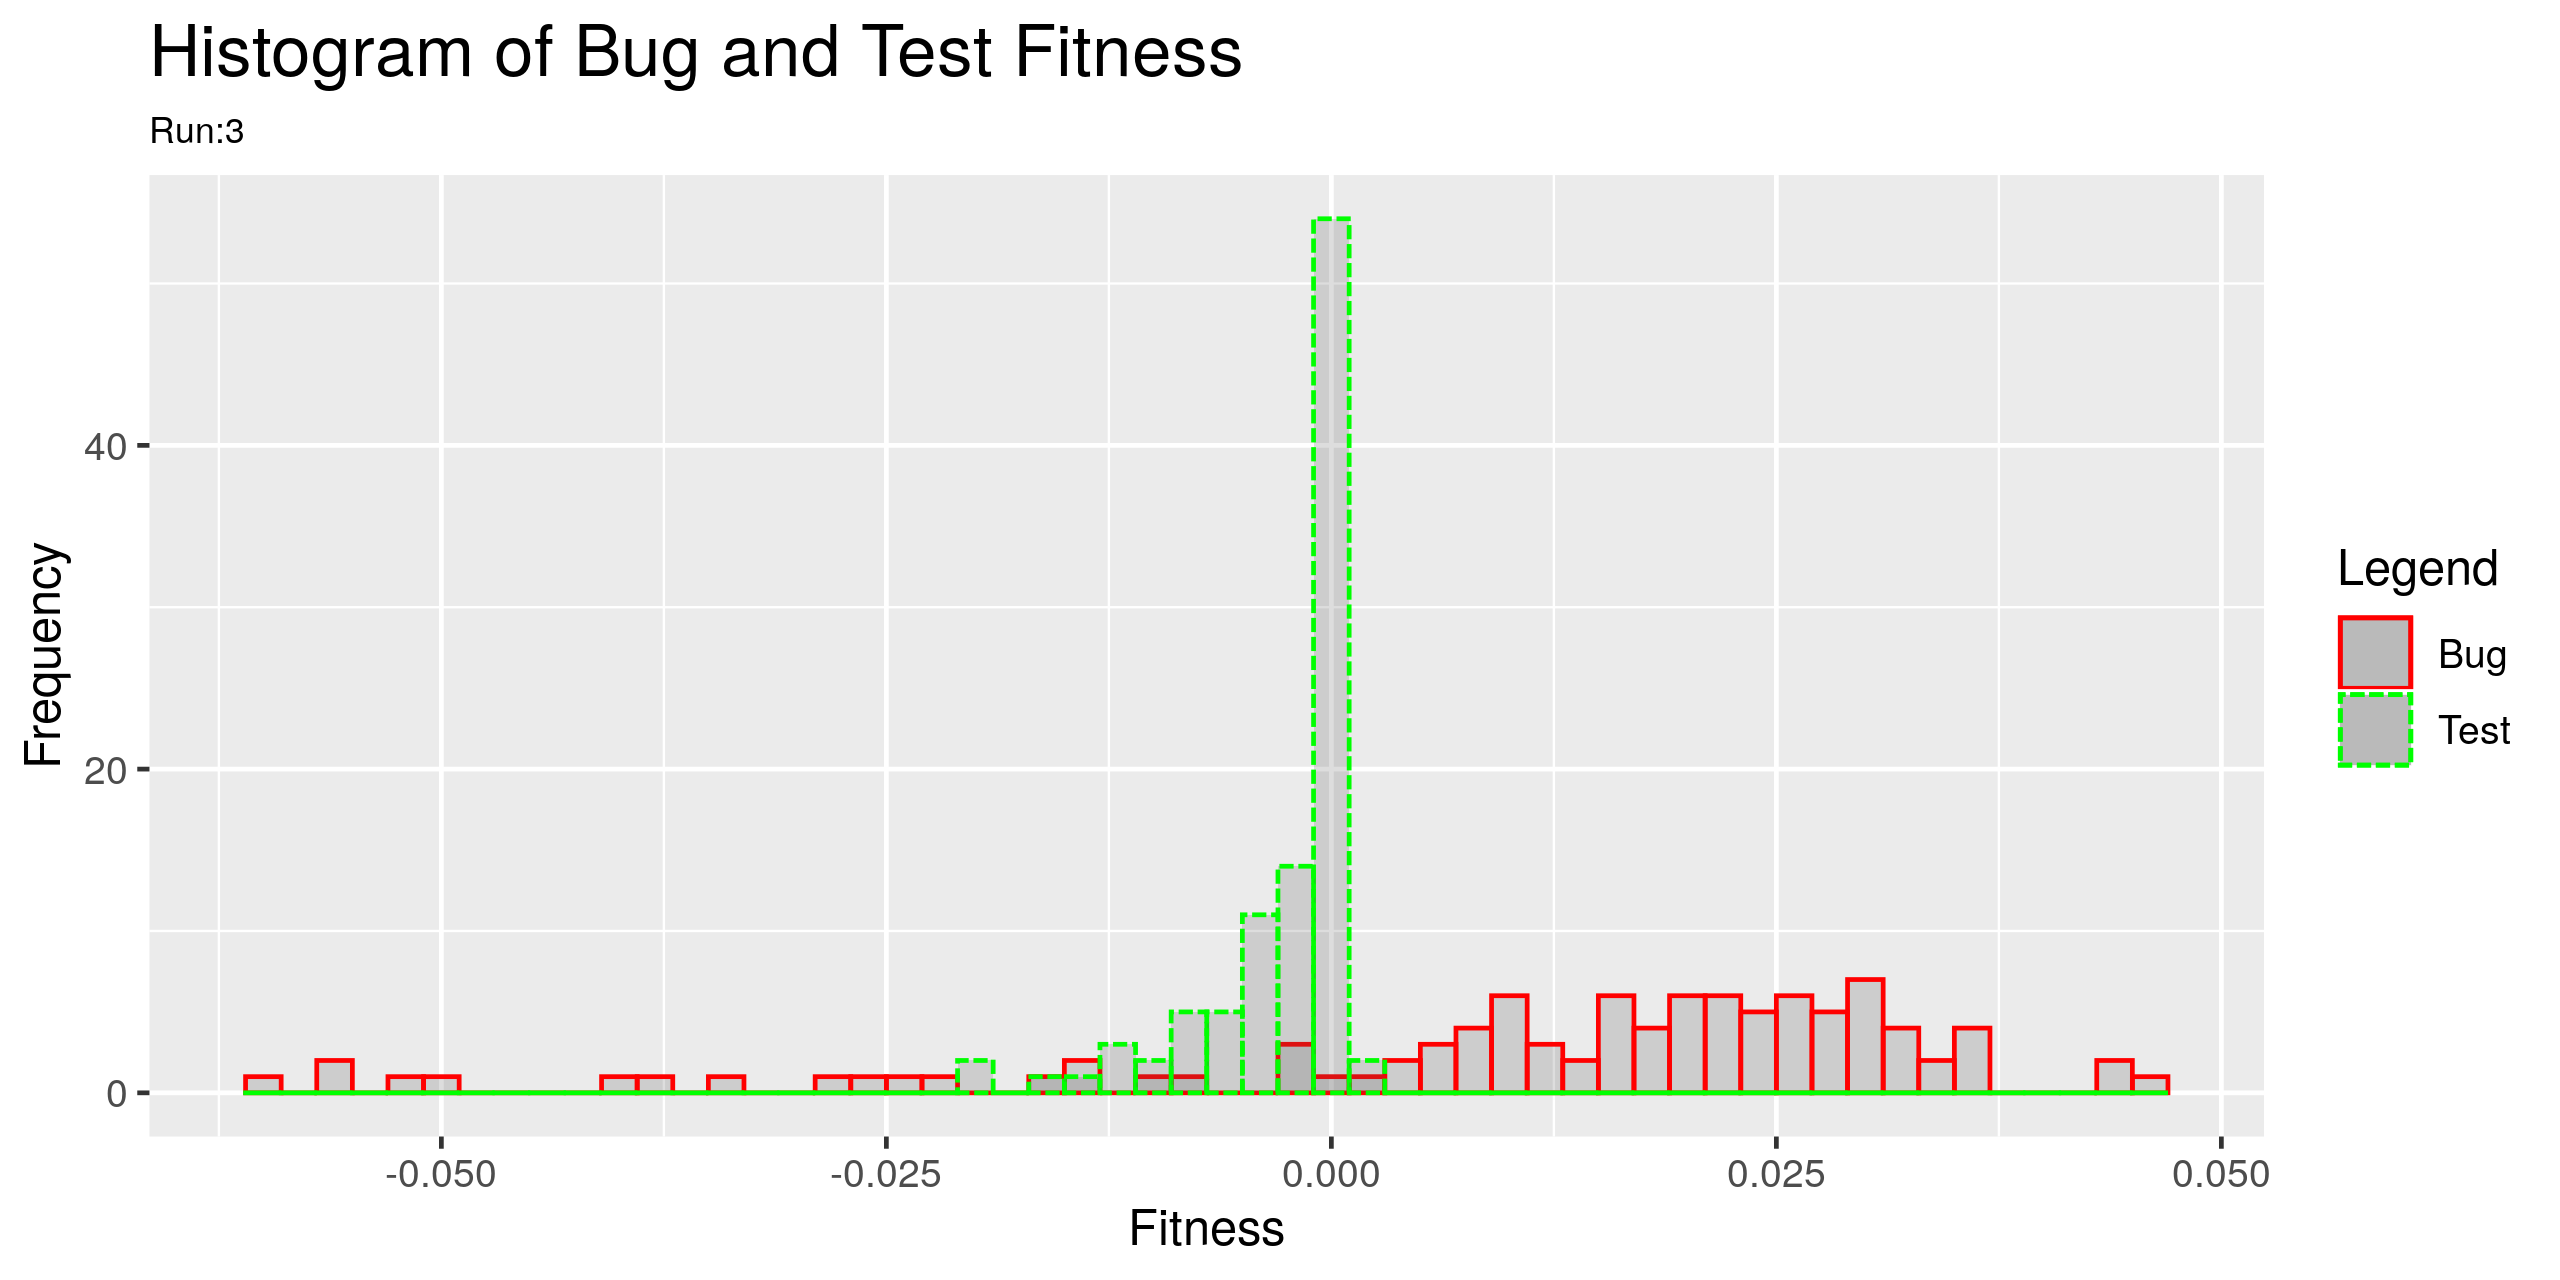 Histogram of Bug and Test Fitness
Run:3
Frequency
40
20
0
-0.050
-0.025
0.000
0.025
0.050
Fitness
Legend
Bug
Test